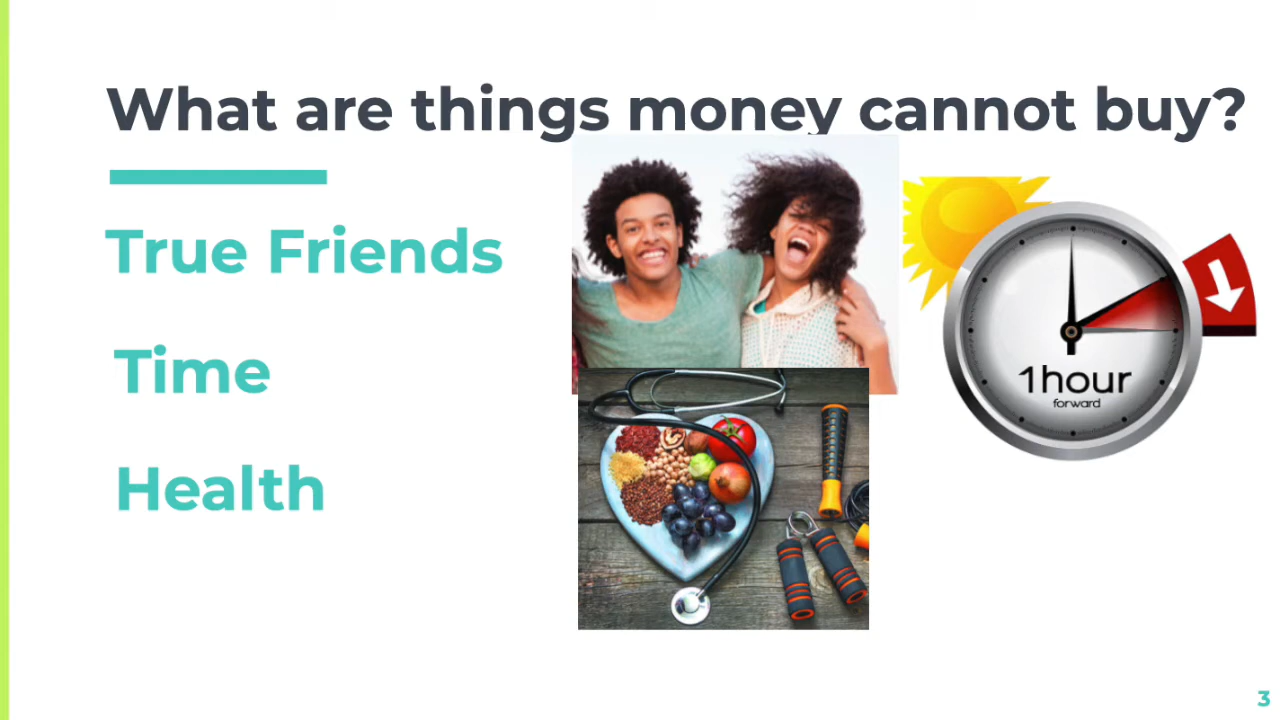 What are things money cannot buy?
True Friends
Time
Health
1hour
forward
3